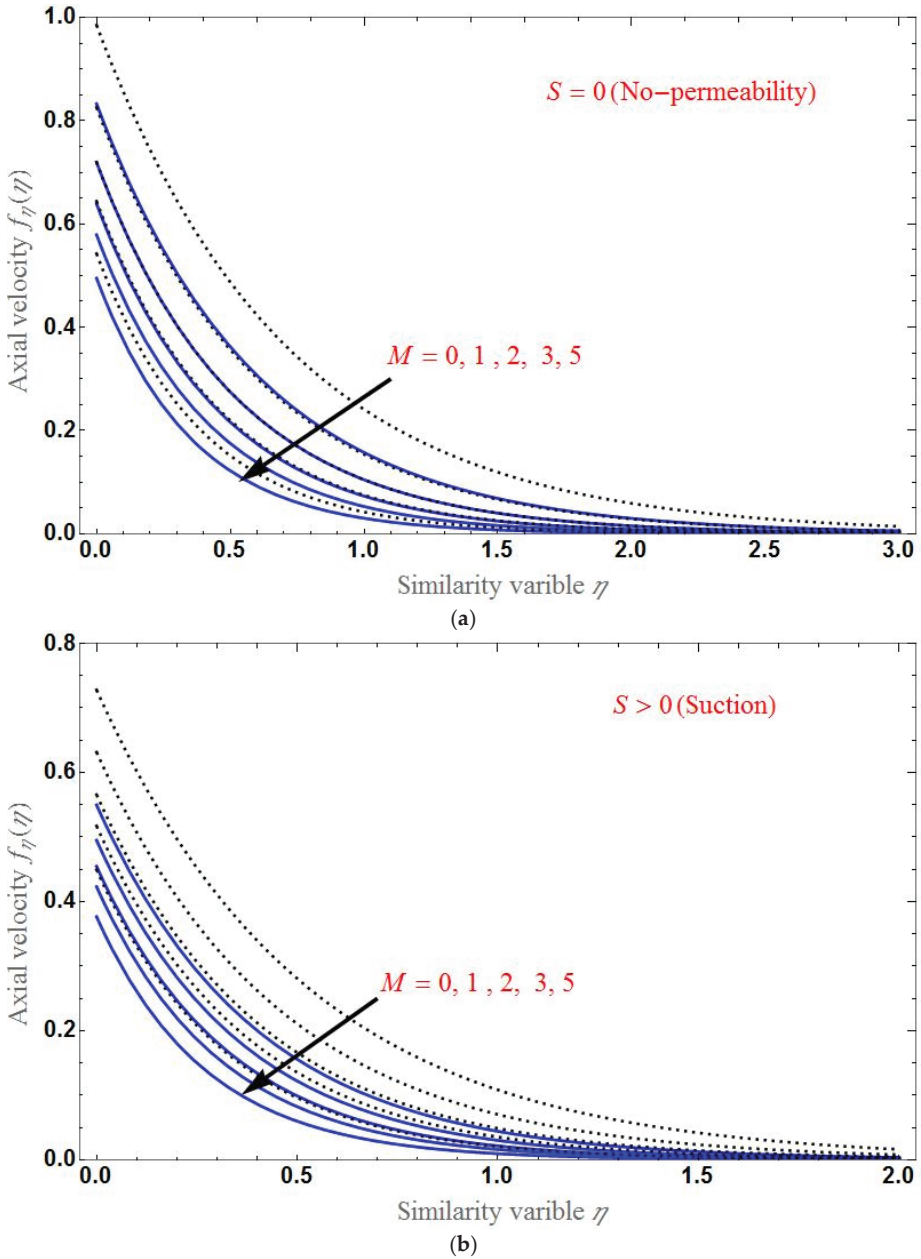 1.0
S = 0 (No−permeability)
0.8
0.6
Axial velocity fη(η)
0.4
M = 0, 1 , 2, 3, 5
0.2
0.0
0.0 0.5 1.0 1.5 2.0 2.5 3.0
Similarity varible η
(a)
0.8
S > 0 (Suction)
0.6
Axial velocity fη(η)
0.4
M = 0, 1 , 2, 3, 5
0.2
0.0
0.0 0.5 1.0 1.5 2.0
Similarity varible η
(b)